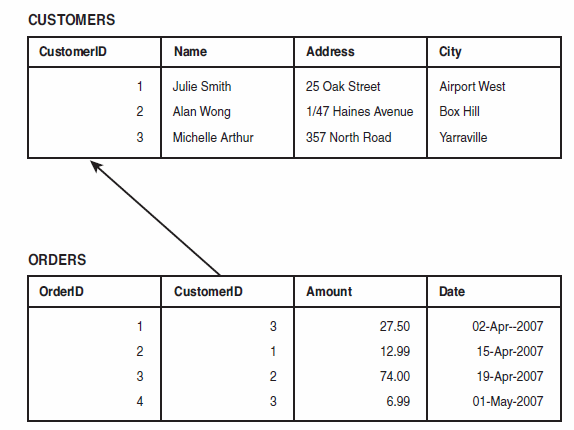 CUSTOMERS
CustomerID Name Address City
1 Julie Smith 25 Oak Street Airport West
2 Alan Wong 1/47 Haines Avenue Box Hill
3 Michelle Arthur 357 North Road Yarraville
ORDERS
OrderID CustomerID Amount Date
1 3 27.50 02-Apr--2007
2 1 12.99 15-Apr-2007
3 2 74.00 19-Apr-2007
4 3 6.99 01-May-2007